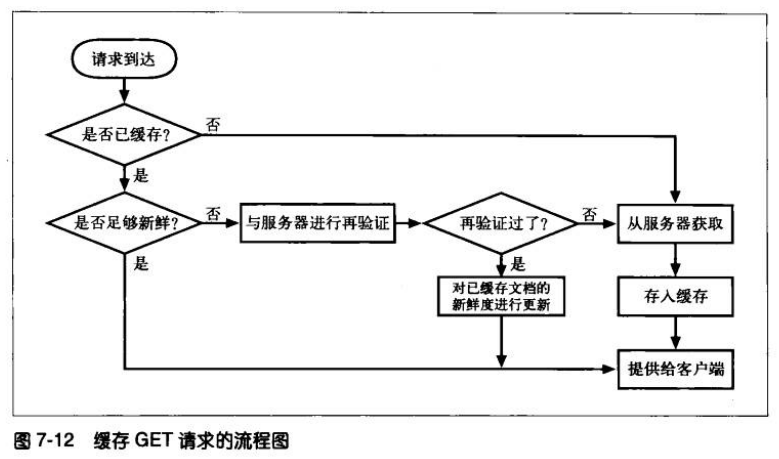 请求到达
是否已缓存?
否
是
是否足够新鲜?
否
与服务器进行再验证
再验证过了?
否
从服务器获取
是
是
对已缓存文档的
新鲜度进行更新
存入缓存
提供给客户端
图 7-12 缓存 GET 请求的流程图